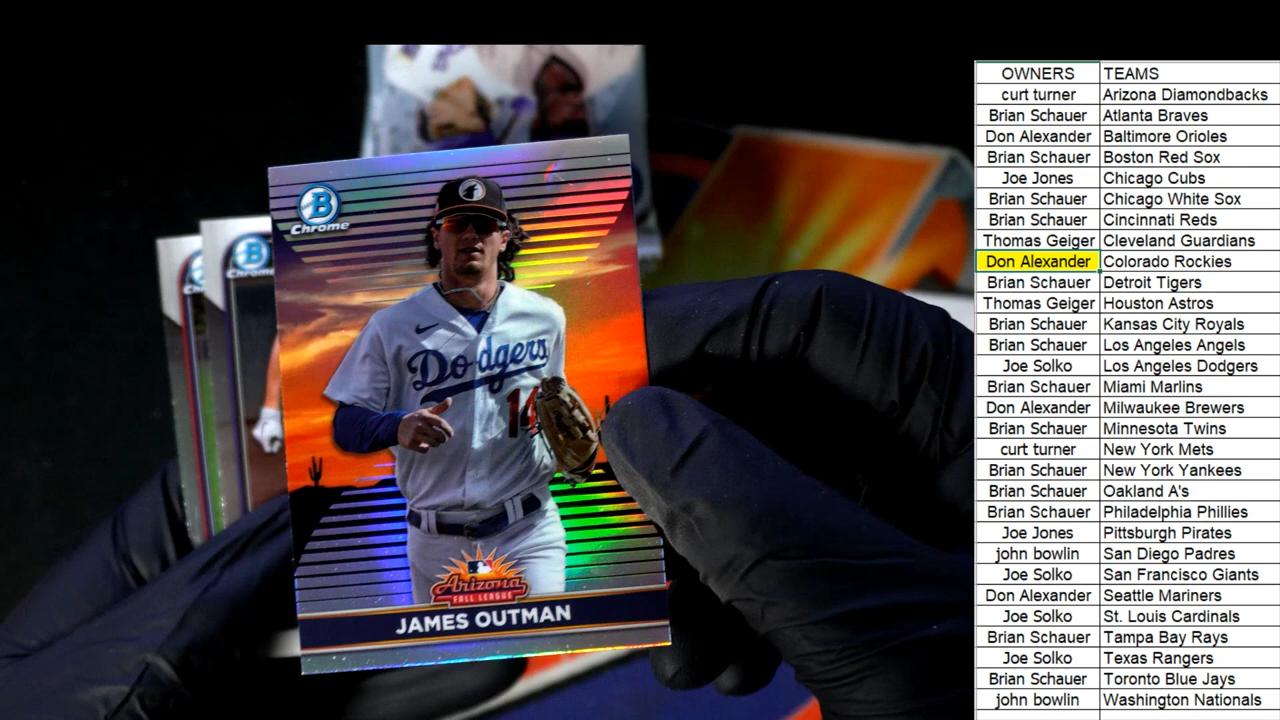 B
Chrome
B
Chrome
Dodgers
14
Arizona
FALL LEAGUE
JAMES OUTMAN
OWNERS TEAMS
curt turner Arizona Diamondbacks
Brian Schauer Atlanta Braves
Don Alexander Baltimore Orioles
Brian Schauer Boston Red Sox
Joe Jones Chicago Cubs
Brian Schauer Chicago White Sox
Brian Schauer Cincinnati Reds
Thomas Geiger Cleveland Guardians
Don Alexander Colorado Rockies
Brian Schauer Detroit Tigers
Thomas Geiger Houston Astros
Brian Schauer Kansas City Royals
Brian Schauer Los Angeles Angels
Joe Solko Los Angeles Dodgers
Brian Schauer Miami Marlins
Don Alexander Milwaukee Brewers
Brian Schauer Minnesota Twins
curt turner New York Mets
Brian Schauer New York Yankees
Brian Schauer Oakland A's
Brian Schauer Philadelphia Phillies
Joe Jones Pittsburgh Pirates
john bowlin San Diego Padres
Joe Solko San Francisco Giants
Don Alexander Seattle Mariners
Joe Solko St. Louis Cardinals
Brian Schauer Tampa Bay Rays
Joe Solko Texas Rangers
Brian Schauer Toronto Blue Jays
john bowlin Washington Nationals